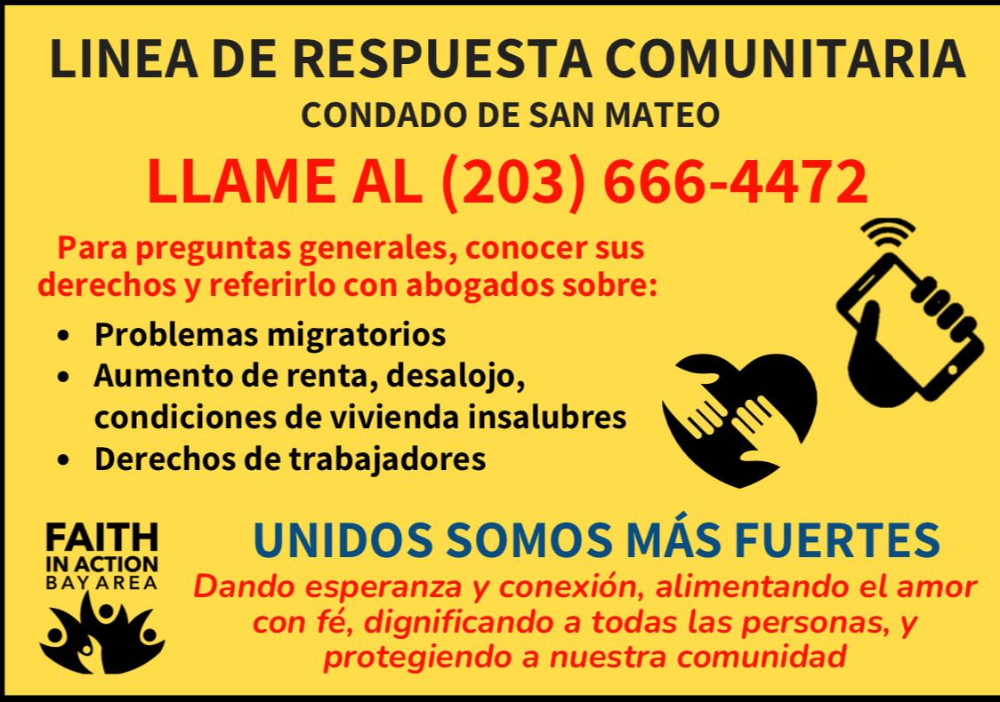 LINEA DE RESPUESTA COMUNITARIA
CONDADO DE SAN MATEO
LLAME AL (203) 666-4472
Para preguntas generales, conocer sus
derechos y referirlo con abogados sobre:
• Problemas migratorios
• Aumento de renta, desalojo,
condiciones de vivienda insalubres
• Derechos de trabajadores
FAITH
IN ACTION
BAY AREA
UNIDOS SOMOS MÁS FUERTES
Dando esperanza y conexión, alimentando el amor
con fé, dignificando a todas las personas, y
protegiendo a nuestra comunidad